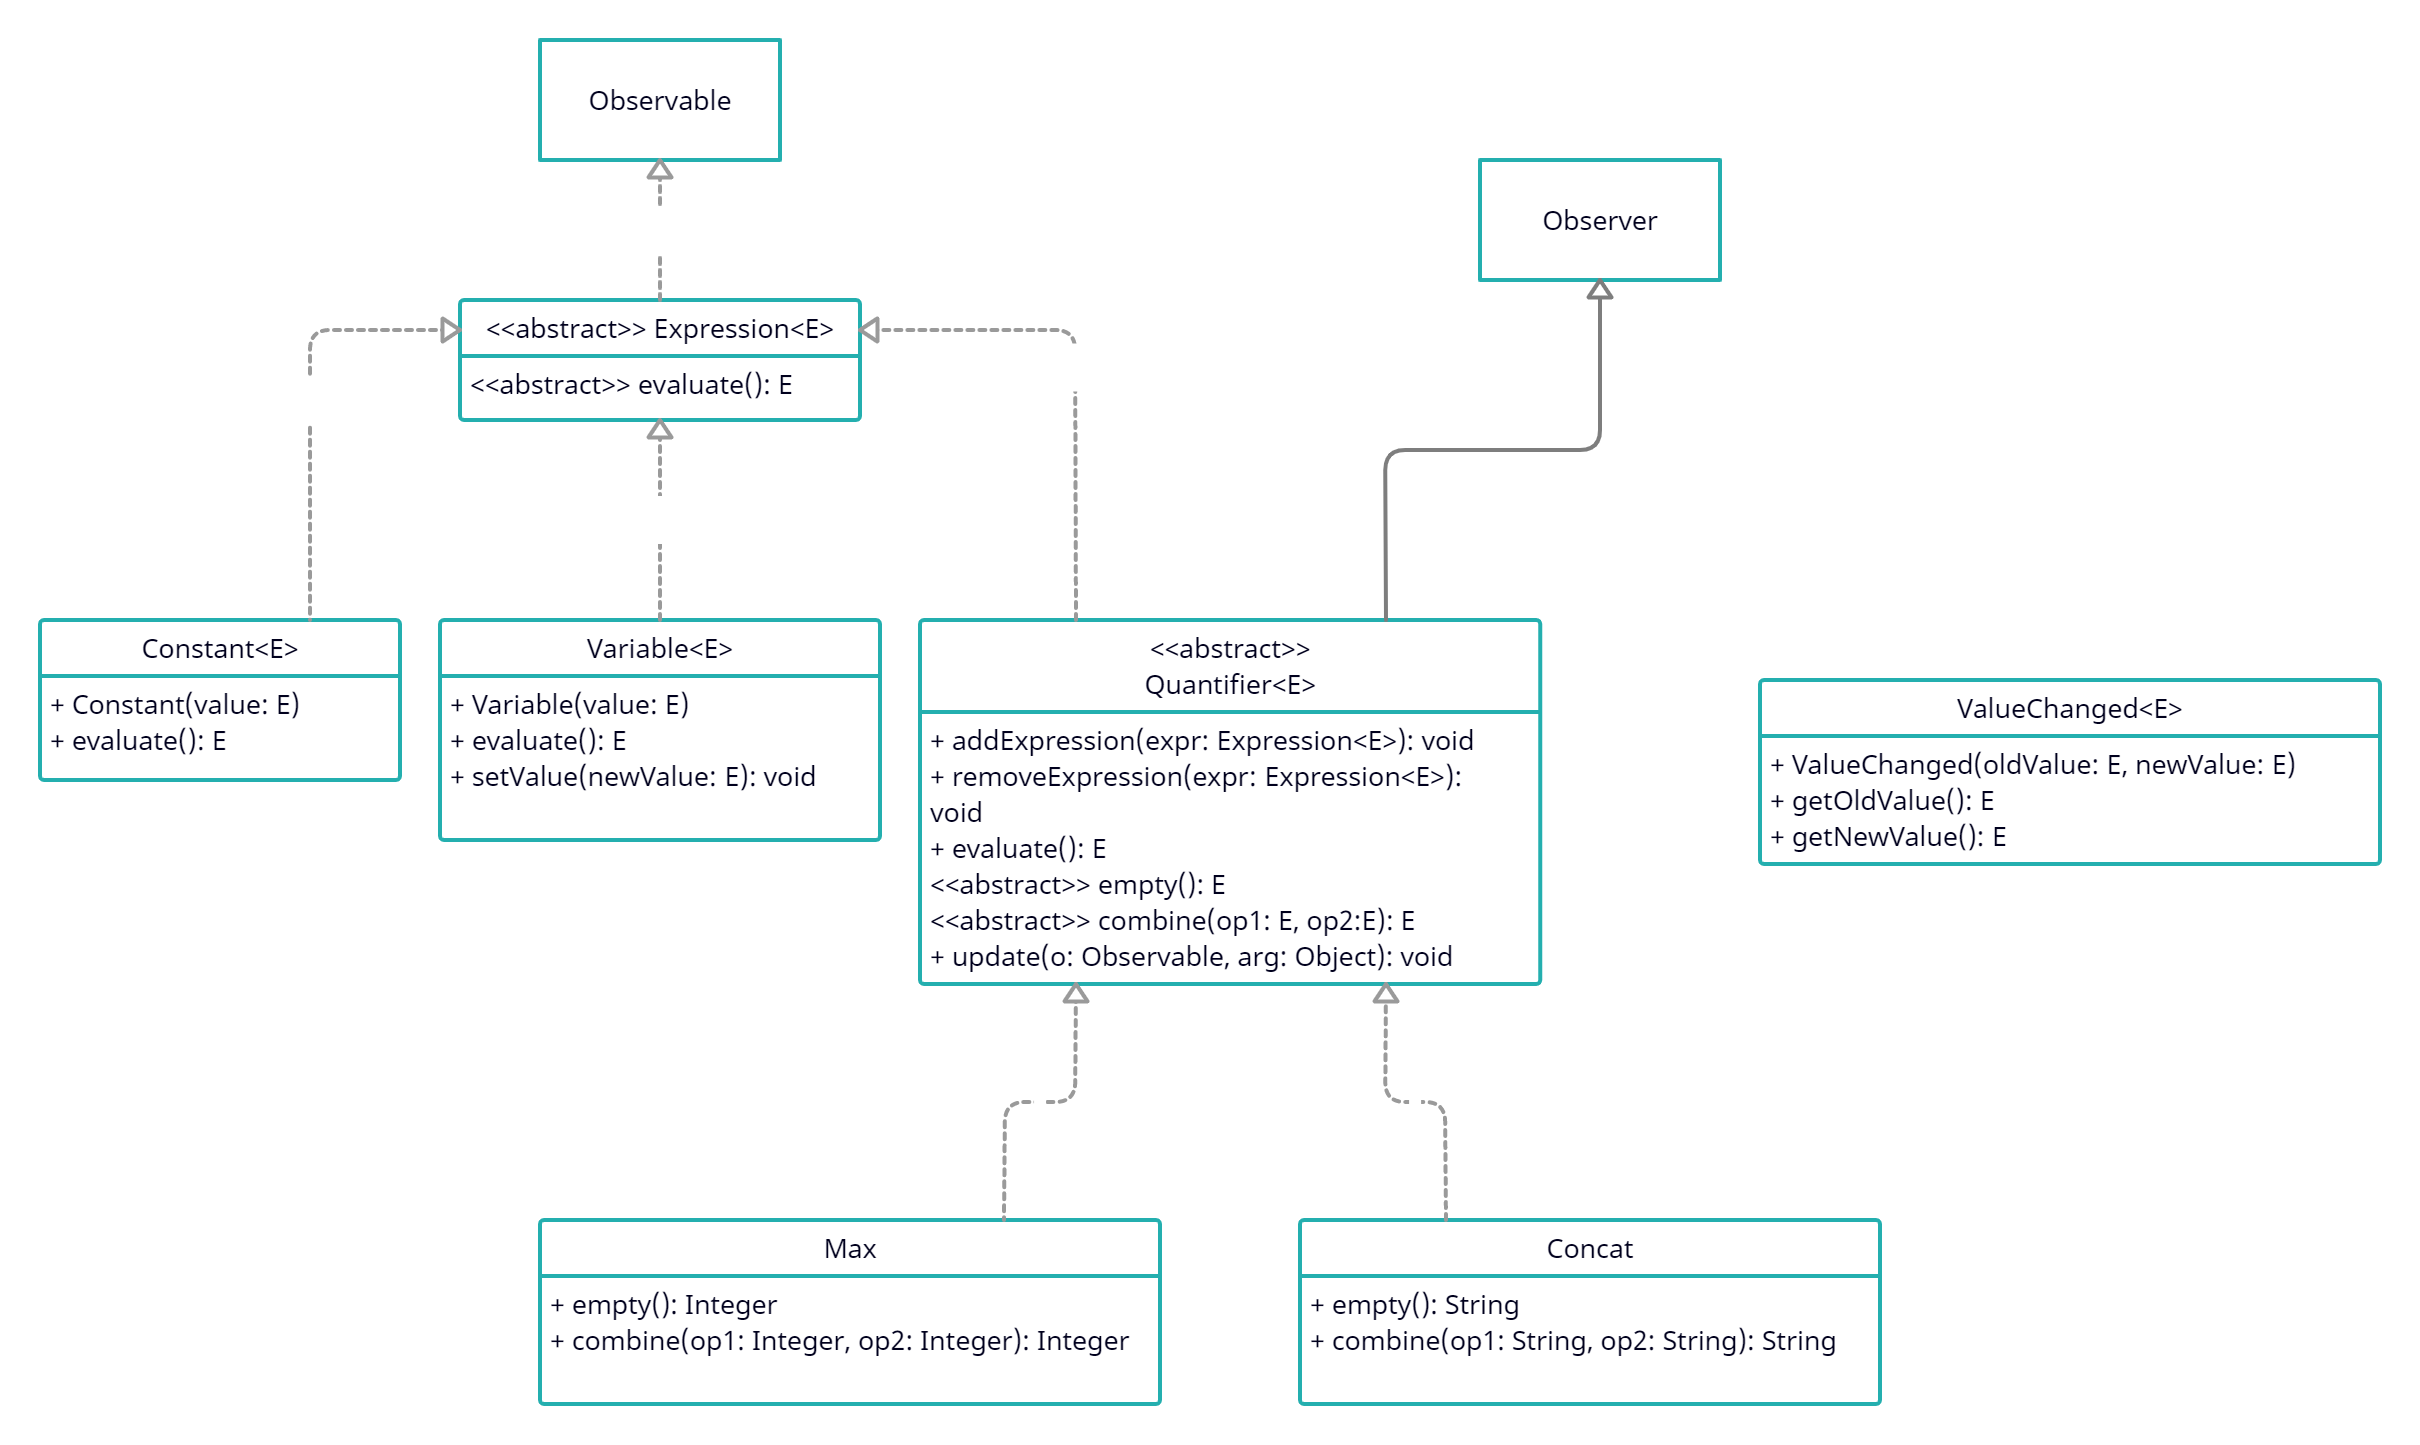 Observable
Observer
<<abstract>> Expression<E>
<<abstract>> evaluate(): E
Constant<E>
+ Constant(value: E)
+ evaluate(): E
Variable<E>
+ Variable(value: E)
+ evaluate(): E
+ setValue(newValue: E): void
<<abstract>>
Quantifier<E>
+ addExpression(expr: Expression<E>): void
+ removeExpression(expr: Expression<E>):
void
+ evaluate(): E
<<abstract>> empty(): E
<<abstract>> combine(op1: E, op2:E): E
+ update(o: Observable, arg: Object): void
ValueChanged<E>
+ ValueChanged(oldValue: E, newValue: E)
+ getOldValue(): E
+ getNewValue(): E
Max
+ empty(): Integer
+ combine(op1: Integer, op2: Integer): Integer
Concat
+ empty(): String
+ combine(op1: String, op2: String): String